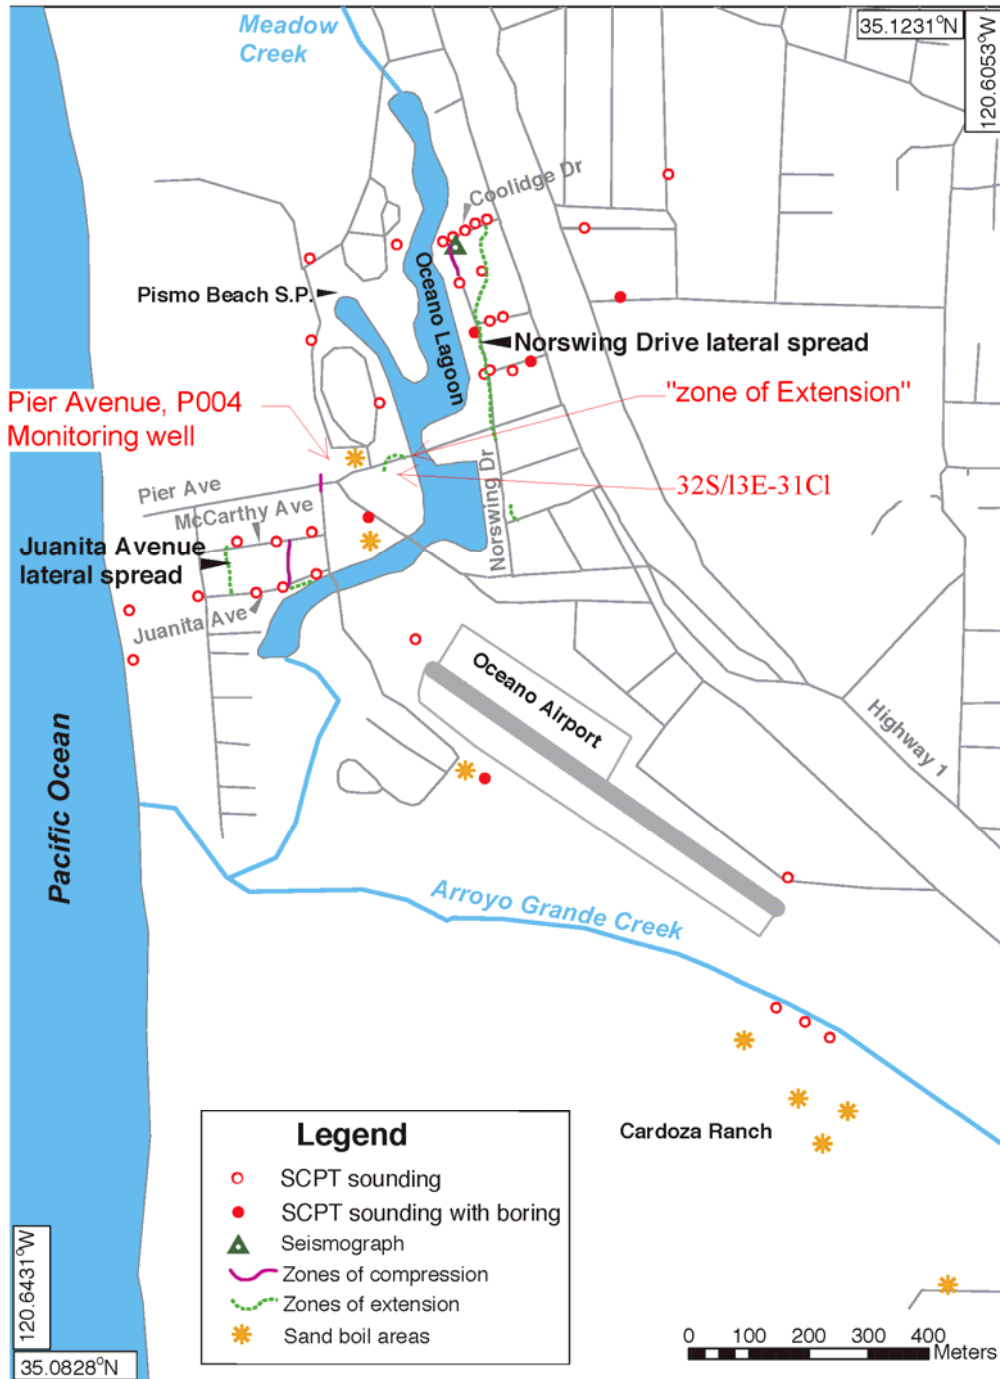 Meadow
Creek
35.1231°N
120.6053°W
Coolidge Dr
Pismo Beach S.P.
Oceano Lagoon
Norswing Drive lateral spread
Pier Avenue, P004
Monitoring well
"zone of Extension"
32S/l3E-31Cl
Pier Ave
McCarthy Ave
Norswing Dr
Juanita Avenue
lateral spread
Juanita Ave
Oceano Airport
Highway 1
Pacific Ocean
Arroyo Grande Creek
Cardoza Ranch
Legend
SCPT sounding
SCPT sounding with boring
Seismograph
Zones of compression
Zones of extension
Sand boil areas
120.6431°W
35.0828°N
0 100 200 300 400
Meters